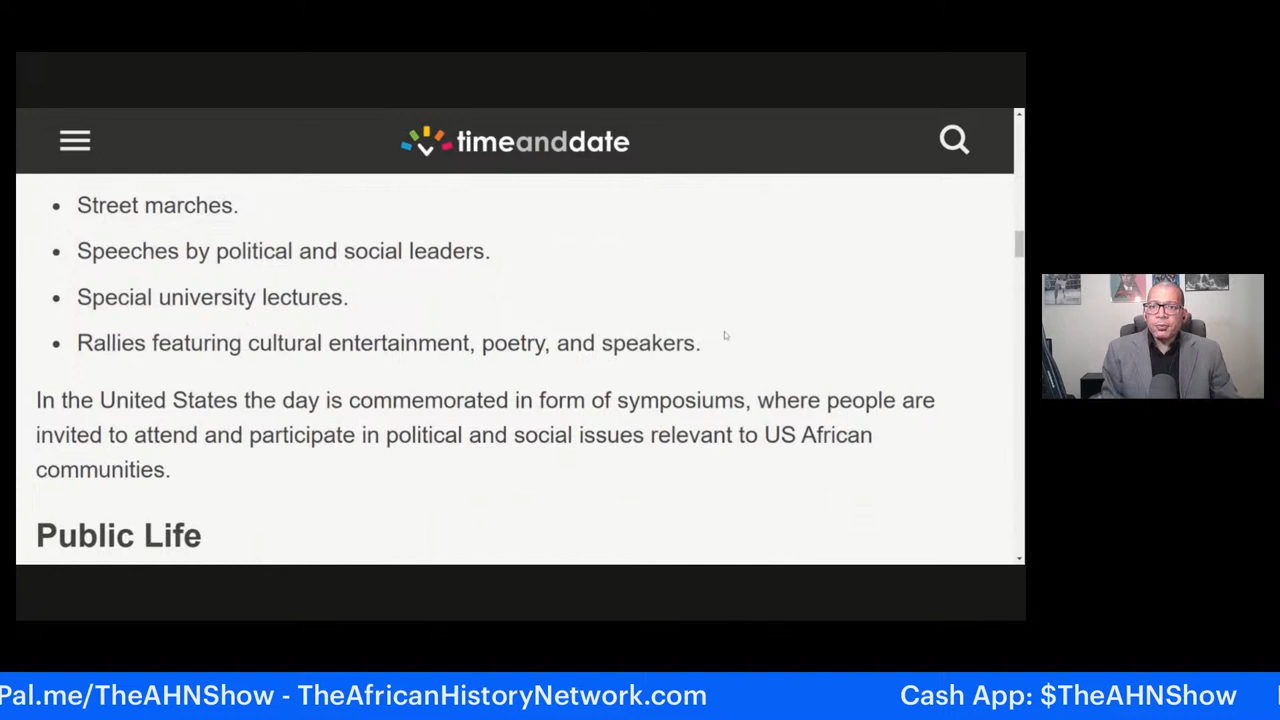 timeanddate
• Street marches.
• Speeches by political and social leaders.
• Special university lectures.
• Rallies featuring cultural entertainment, poetry, and speakers.
In the United States the day is commemorated in form of symposiums, where people are
invited to attend and participate in political and social issues relevant to US African
communities.
Public Life
Pal.me/TheAHNShow - TheAfricanHistoryNetwork.com Cash App: $TheAHNShow